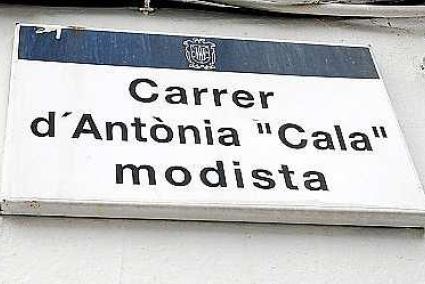 Carrer
d´Antònia "Cala"
modista